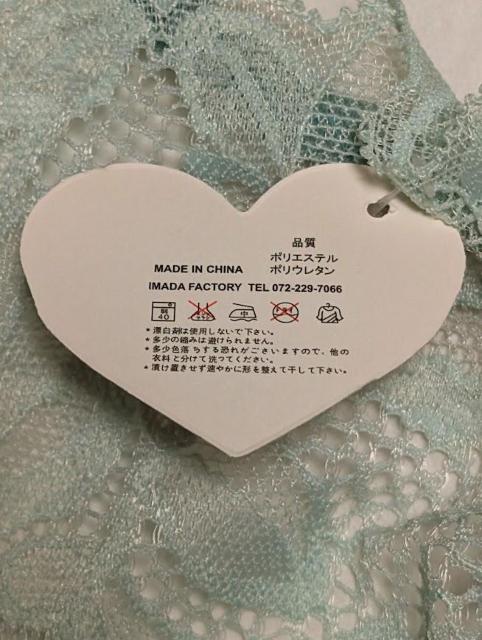 品質
ポリエステル
MADE IN CHINA ポリウレタン
IMADA FACTORY TEL 072-229-7066
40 中
* 漂白剤は使用しないで下さい。
* 多少の縮みは避けられません。
* 多少色落ちする恐れがございますので、他の
衣料と分けて洗ってください。
* 漬け置きせず速やかに形を整えて干して下さい。